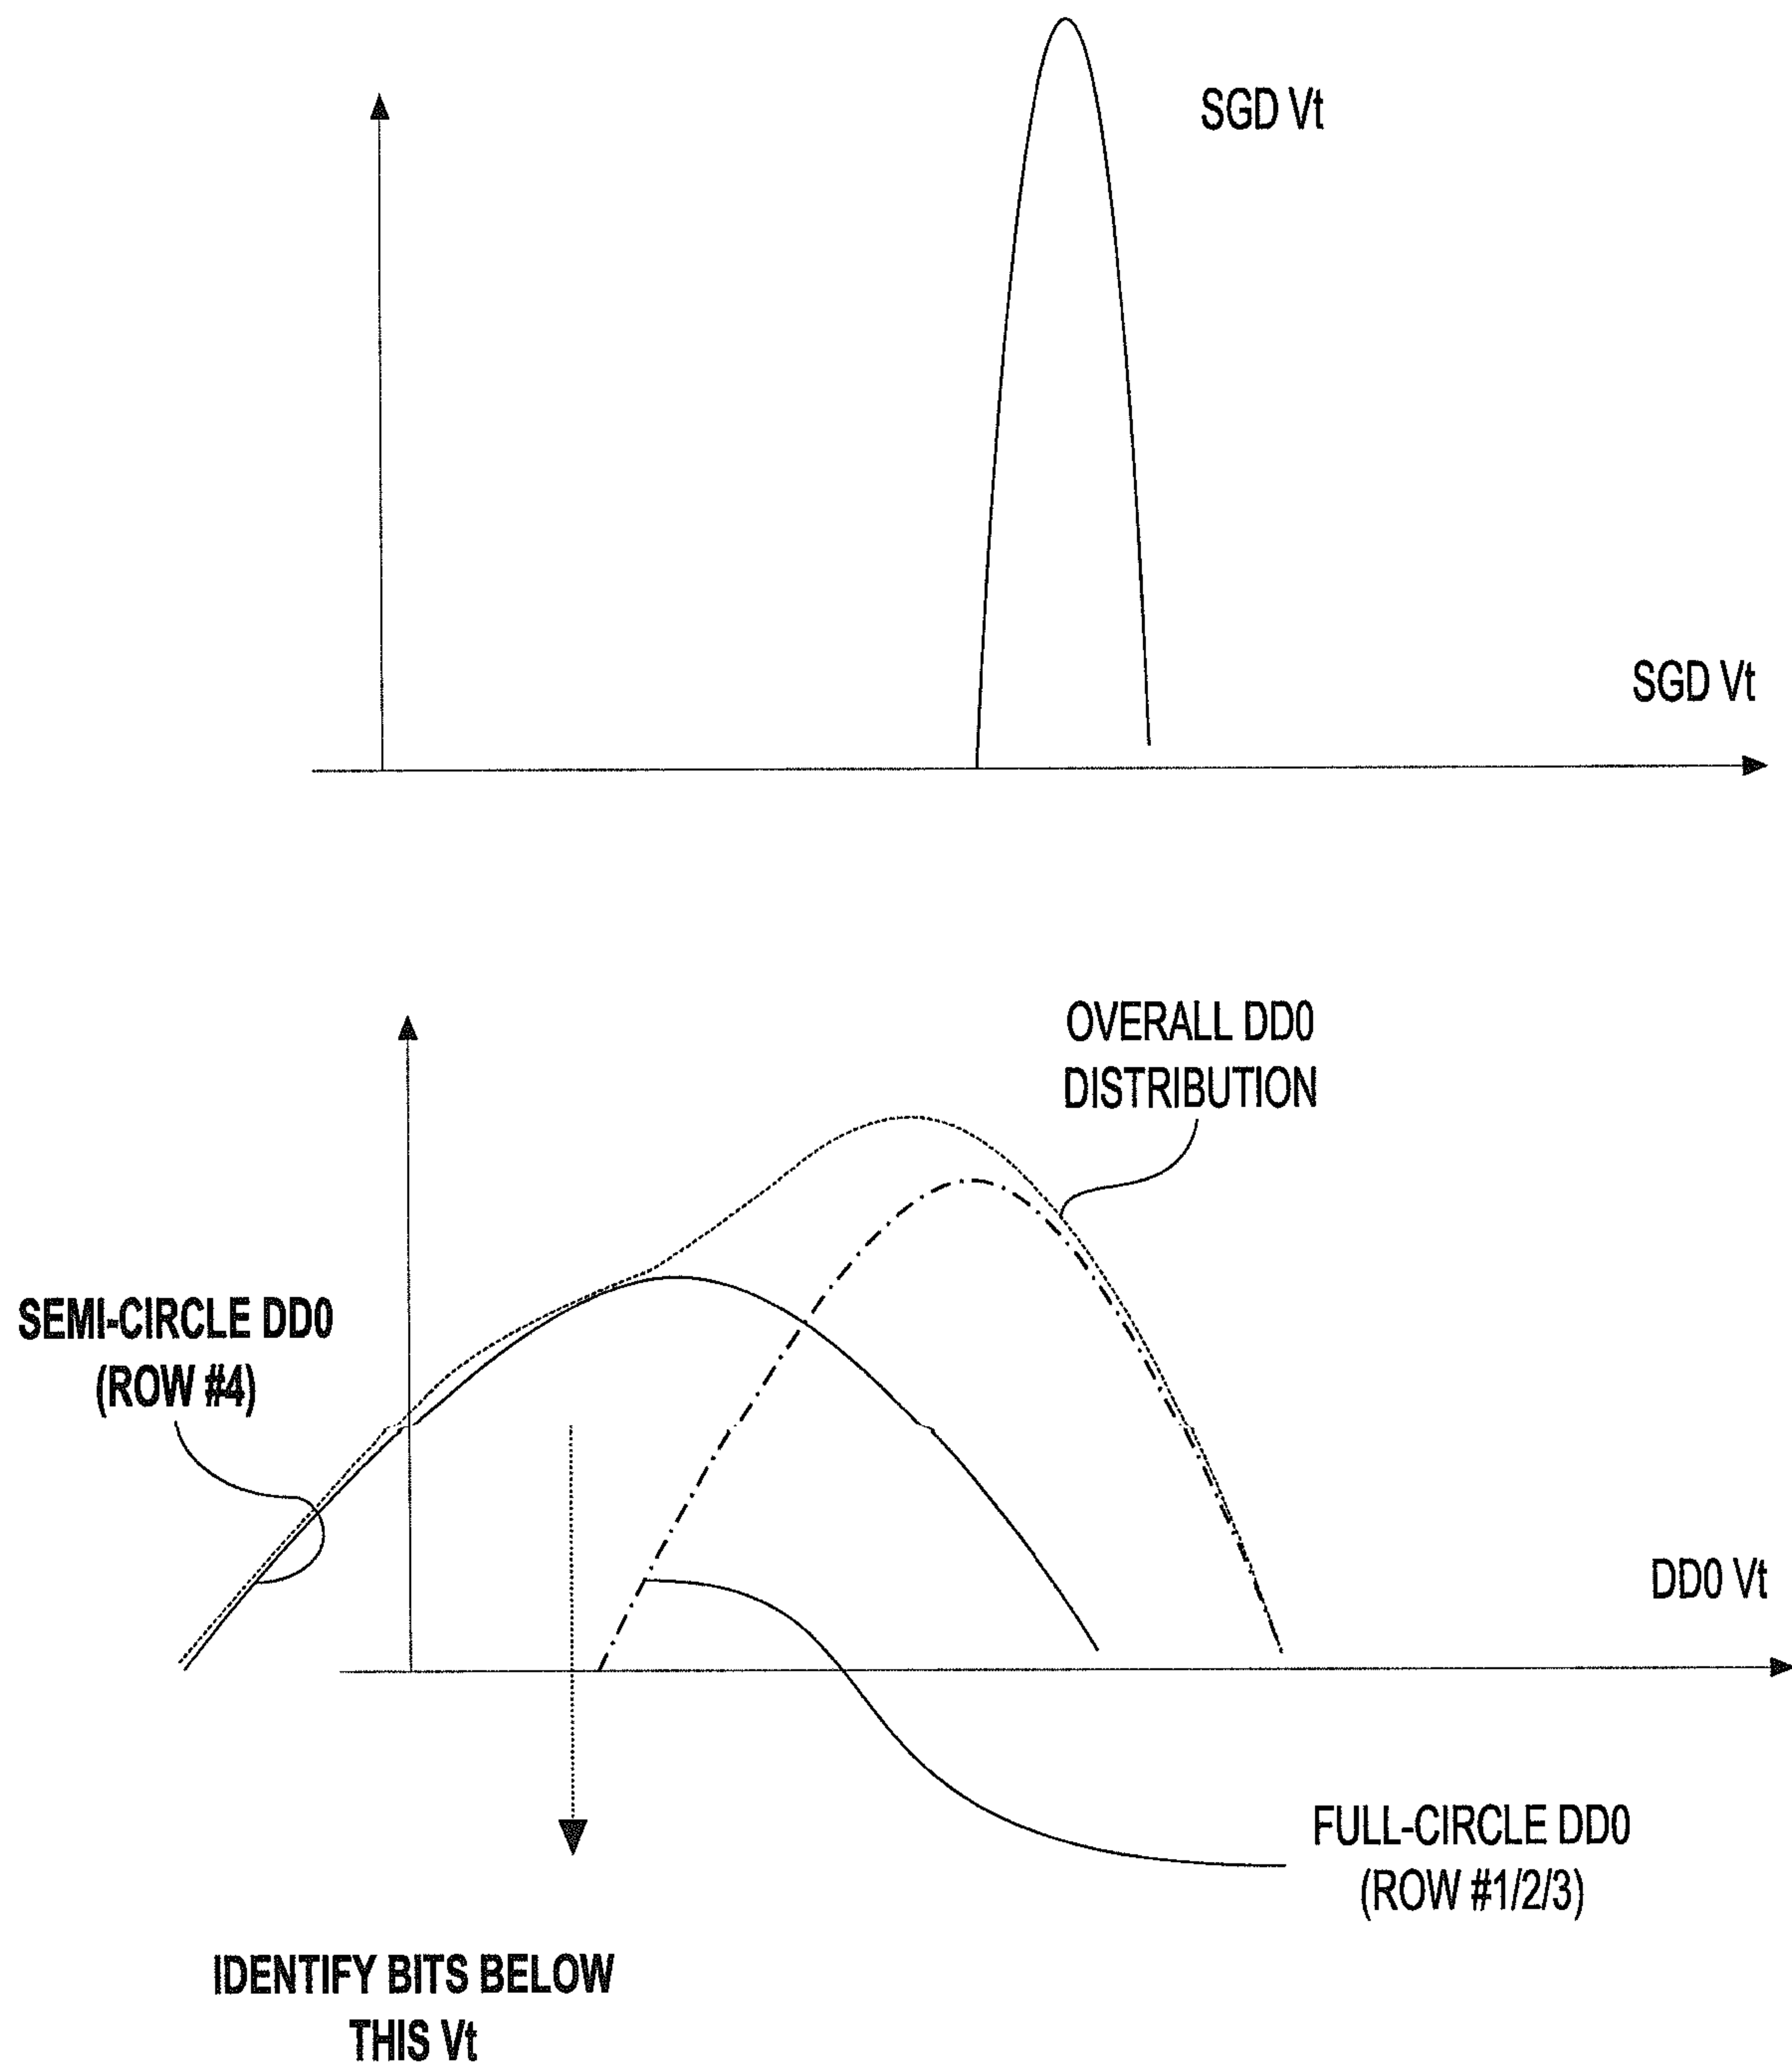 SGD Vt
SGD Vt
OVERALL DD0
DISTRIBUTION
SEMI-CIRCLE DD0
(ROW #4)
DD0 Vt
FULL-CIRCLE DD0
(ROW #1/2/3)
IDENTIFY BITS BELOW
THIS Vt